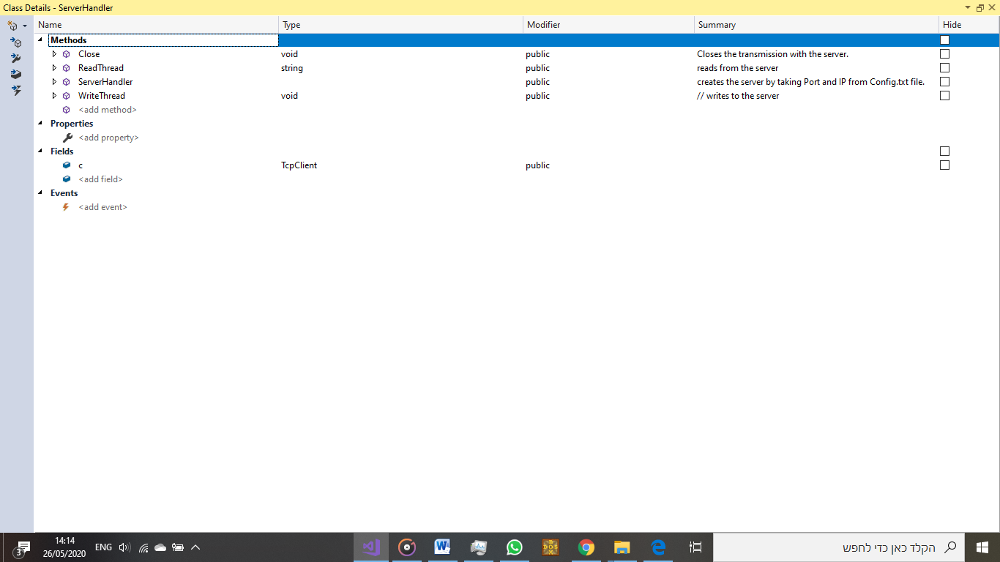 Class Details - ServerHandler
Name Type Modifier Summary Hide
Methods
Close void public Closes the transmission with the server.
ReadThread string public reads from the server
ServerHandler public creates the server by taking Port and IP from Config.txt file.
WriteThread void public // writes to the server
<add method>
Properties
<add property>
Fields
c TcpClient public
<add field>
Events
<add event>
3
14:14
26/05/2020
ENG
W
BOX
DOS
הקלד כאן כדי לחפש